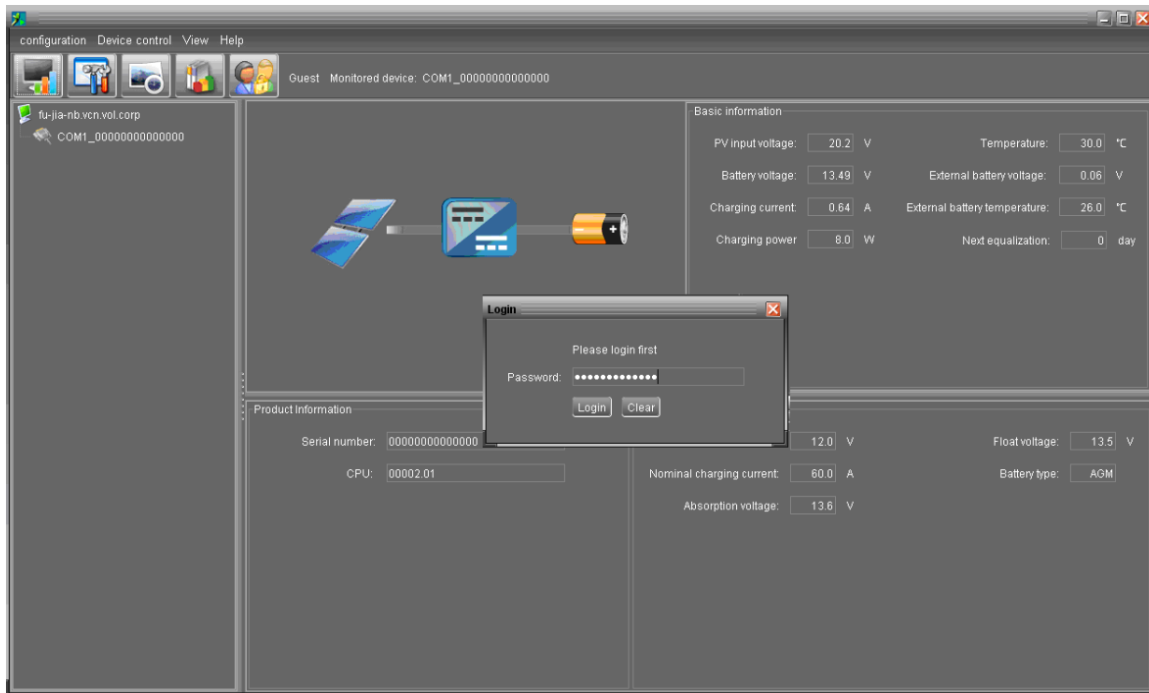 configuration Device control View Help
Guest Monitored device: COM1_00000000000000
fu-jia-nb.vcn.vol.corp
COM1_00000000000000
Basic information
PV input voltage: 20.2 V Temperature: 30.0 °C
Battery voltage: 13.49 V External battery voltage: 0.06 V
Charging current: 0.64 A External battery temperature: 26.0 °C
Charging power 8.0 W Next equalization: 0 day
Login
Please login first
Password: •••••••••••••
Login Clear
Product Information
Serial number: 00000000000000 12.0 V Float voltage: 13.5 V
CPU: 00002.01 Nominal charging current: 60.0 A Battery type: AGM
Absorption voltage: 13.6 V